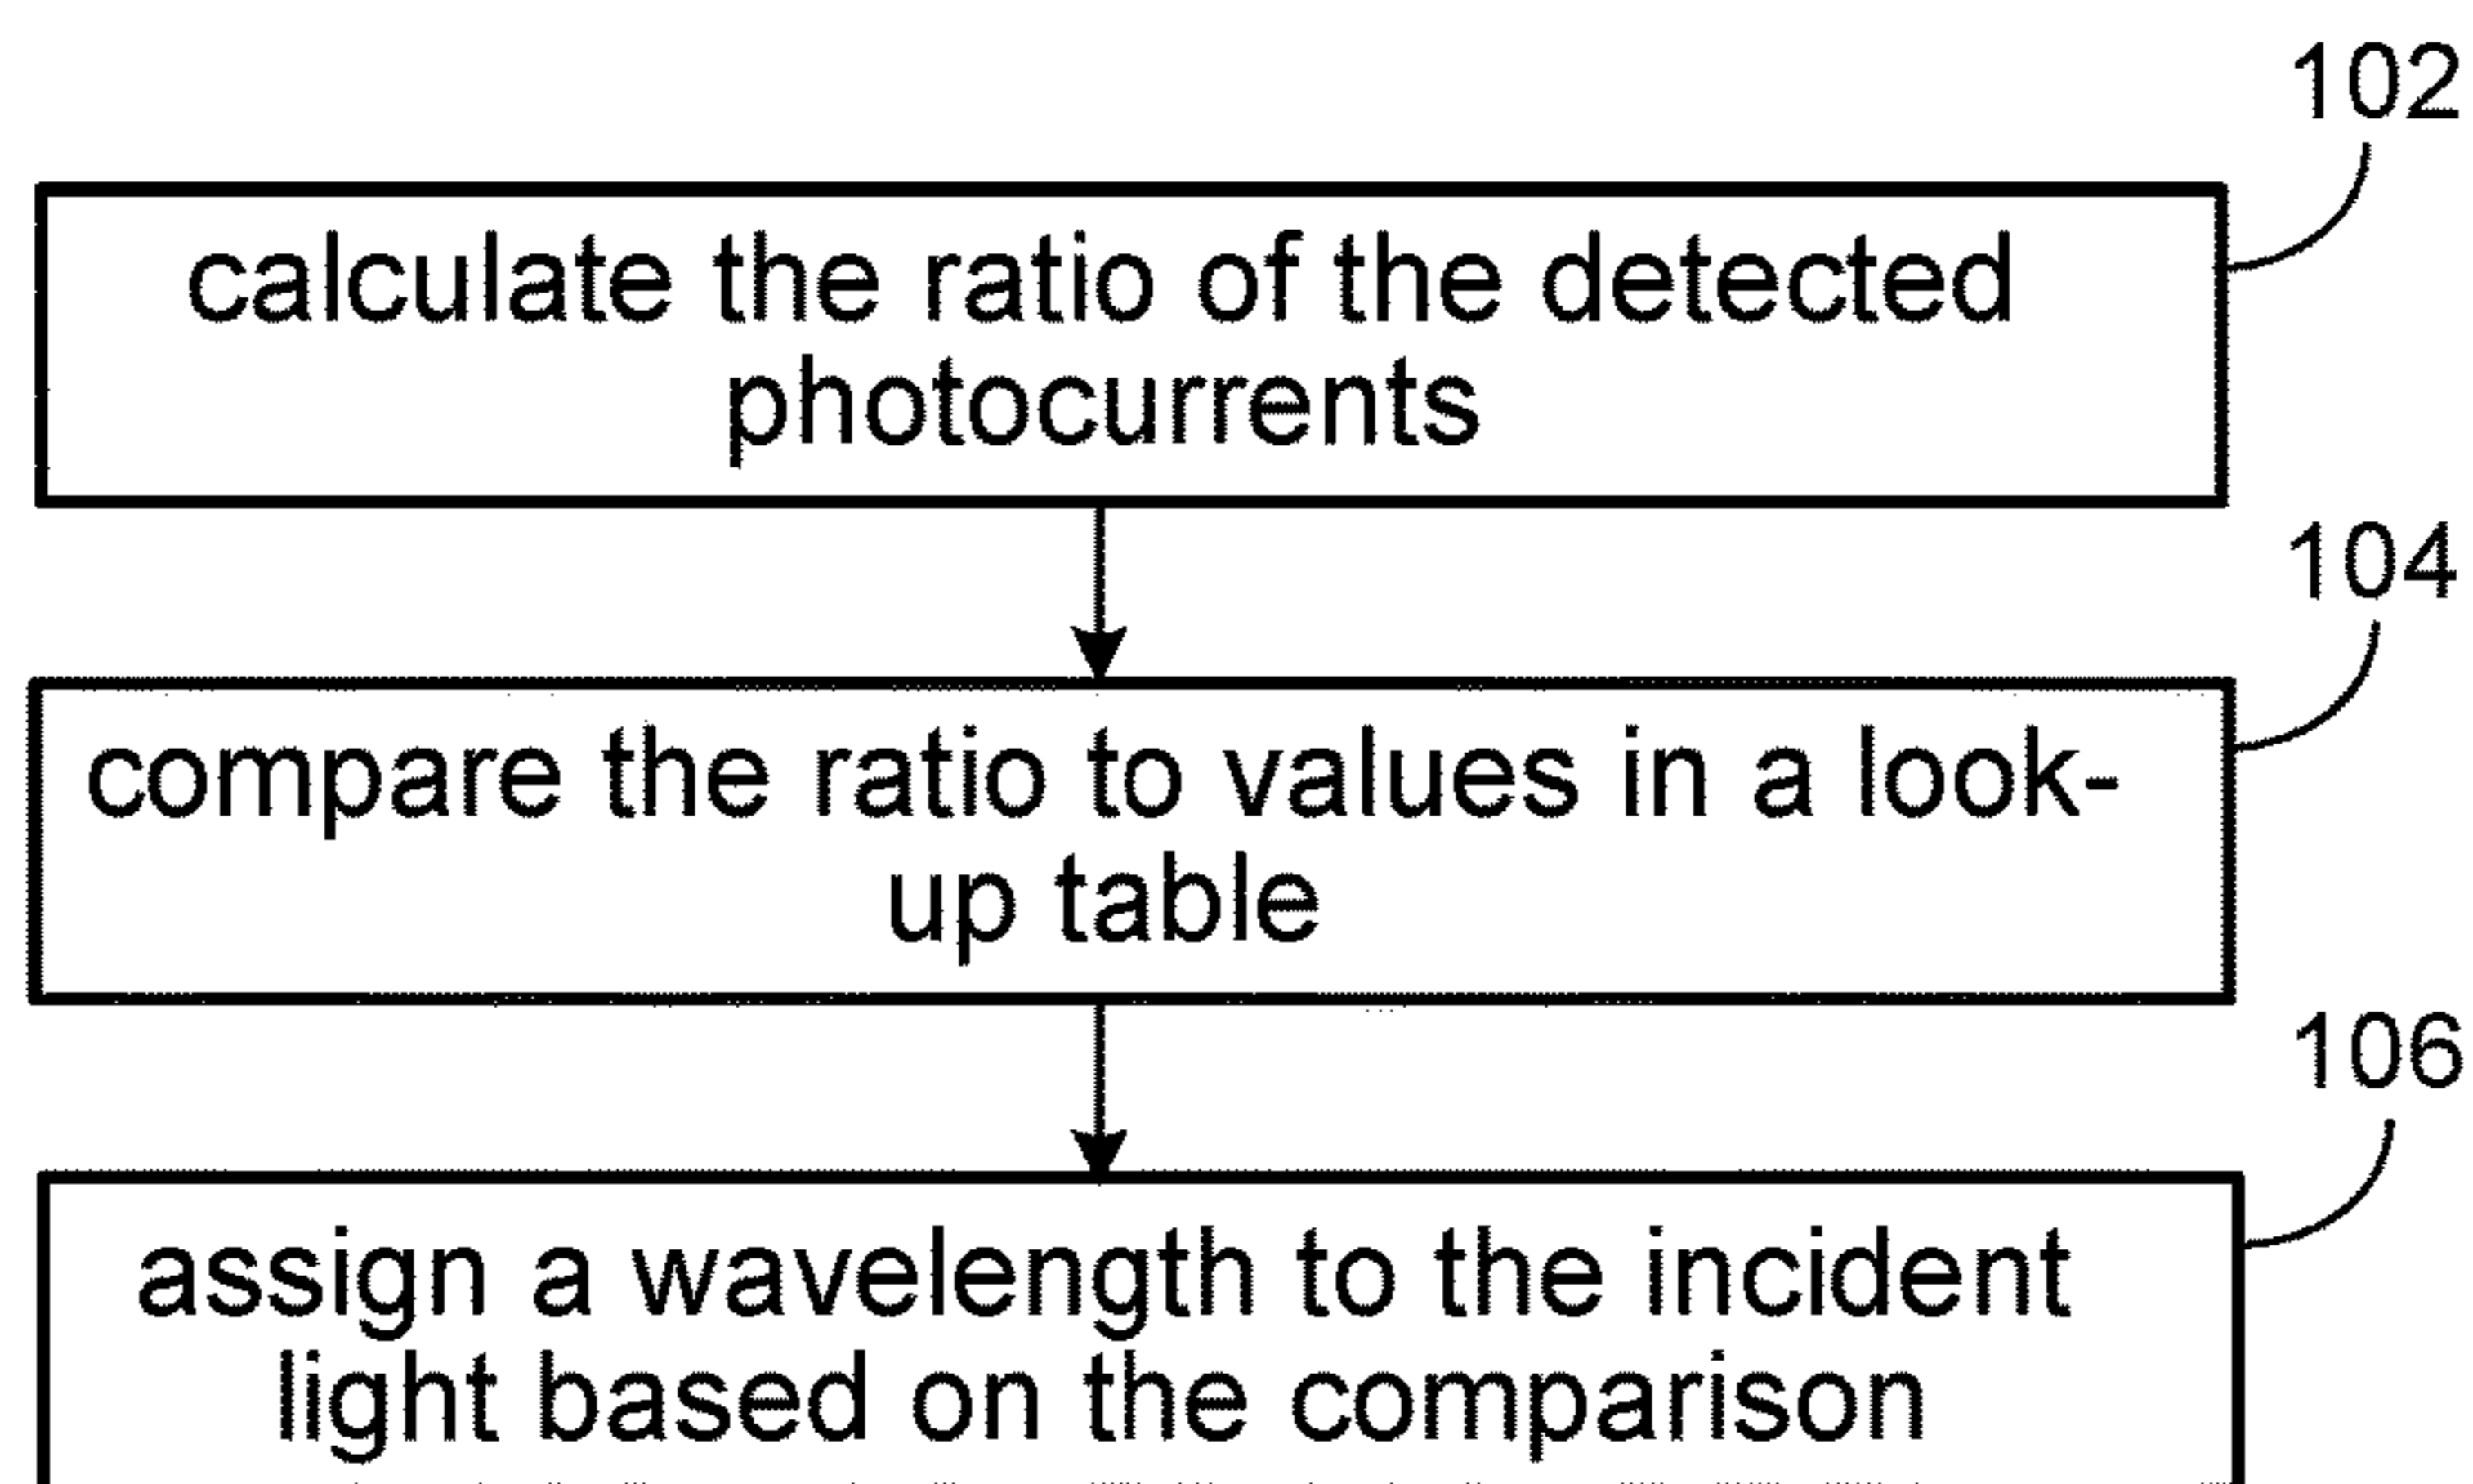 102
calculate the ratio of the detected
photocurrents
104
compare the ratio to values in a look-
up table
106
assign a wavelength to the incident
light based on the comparison